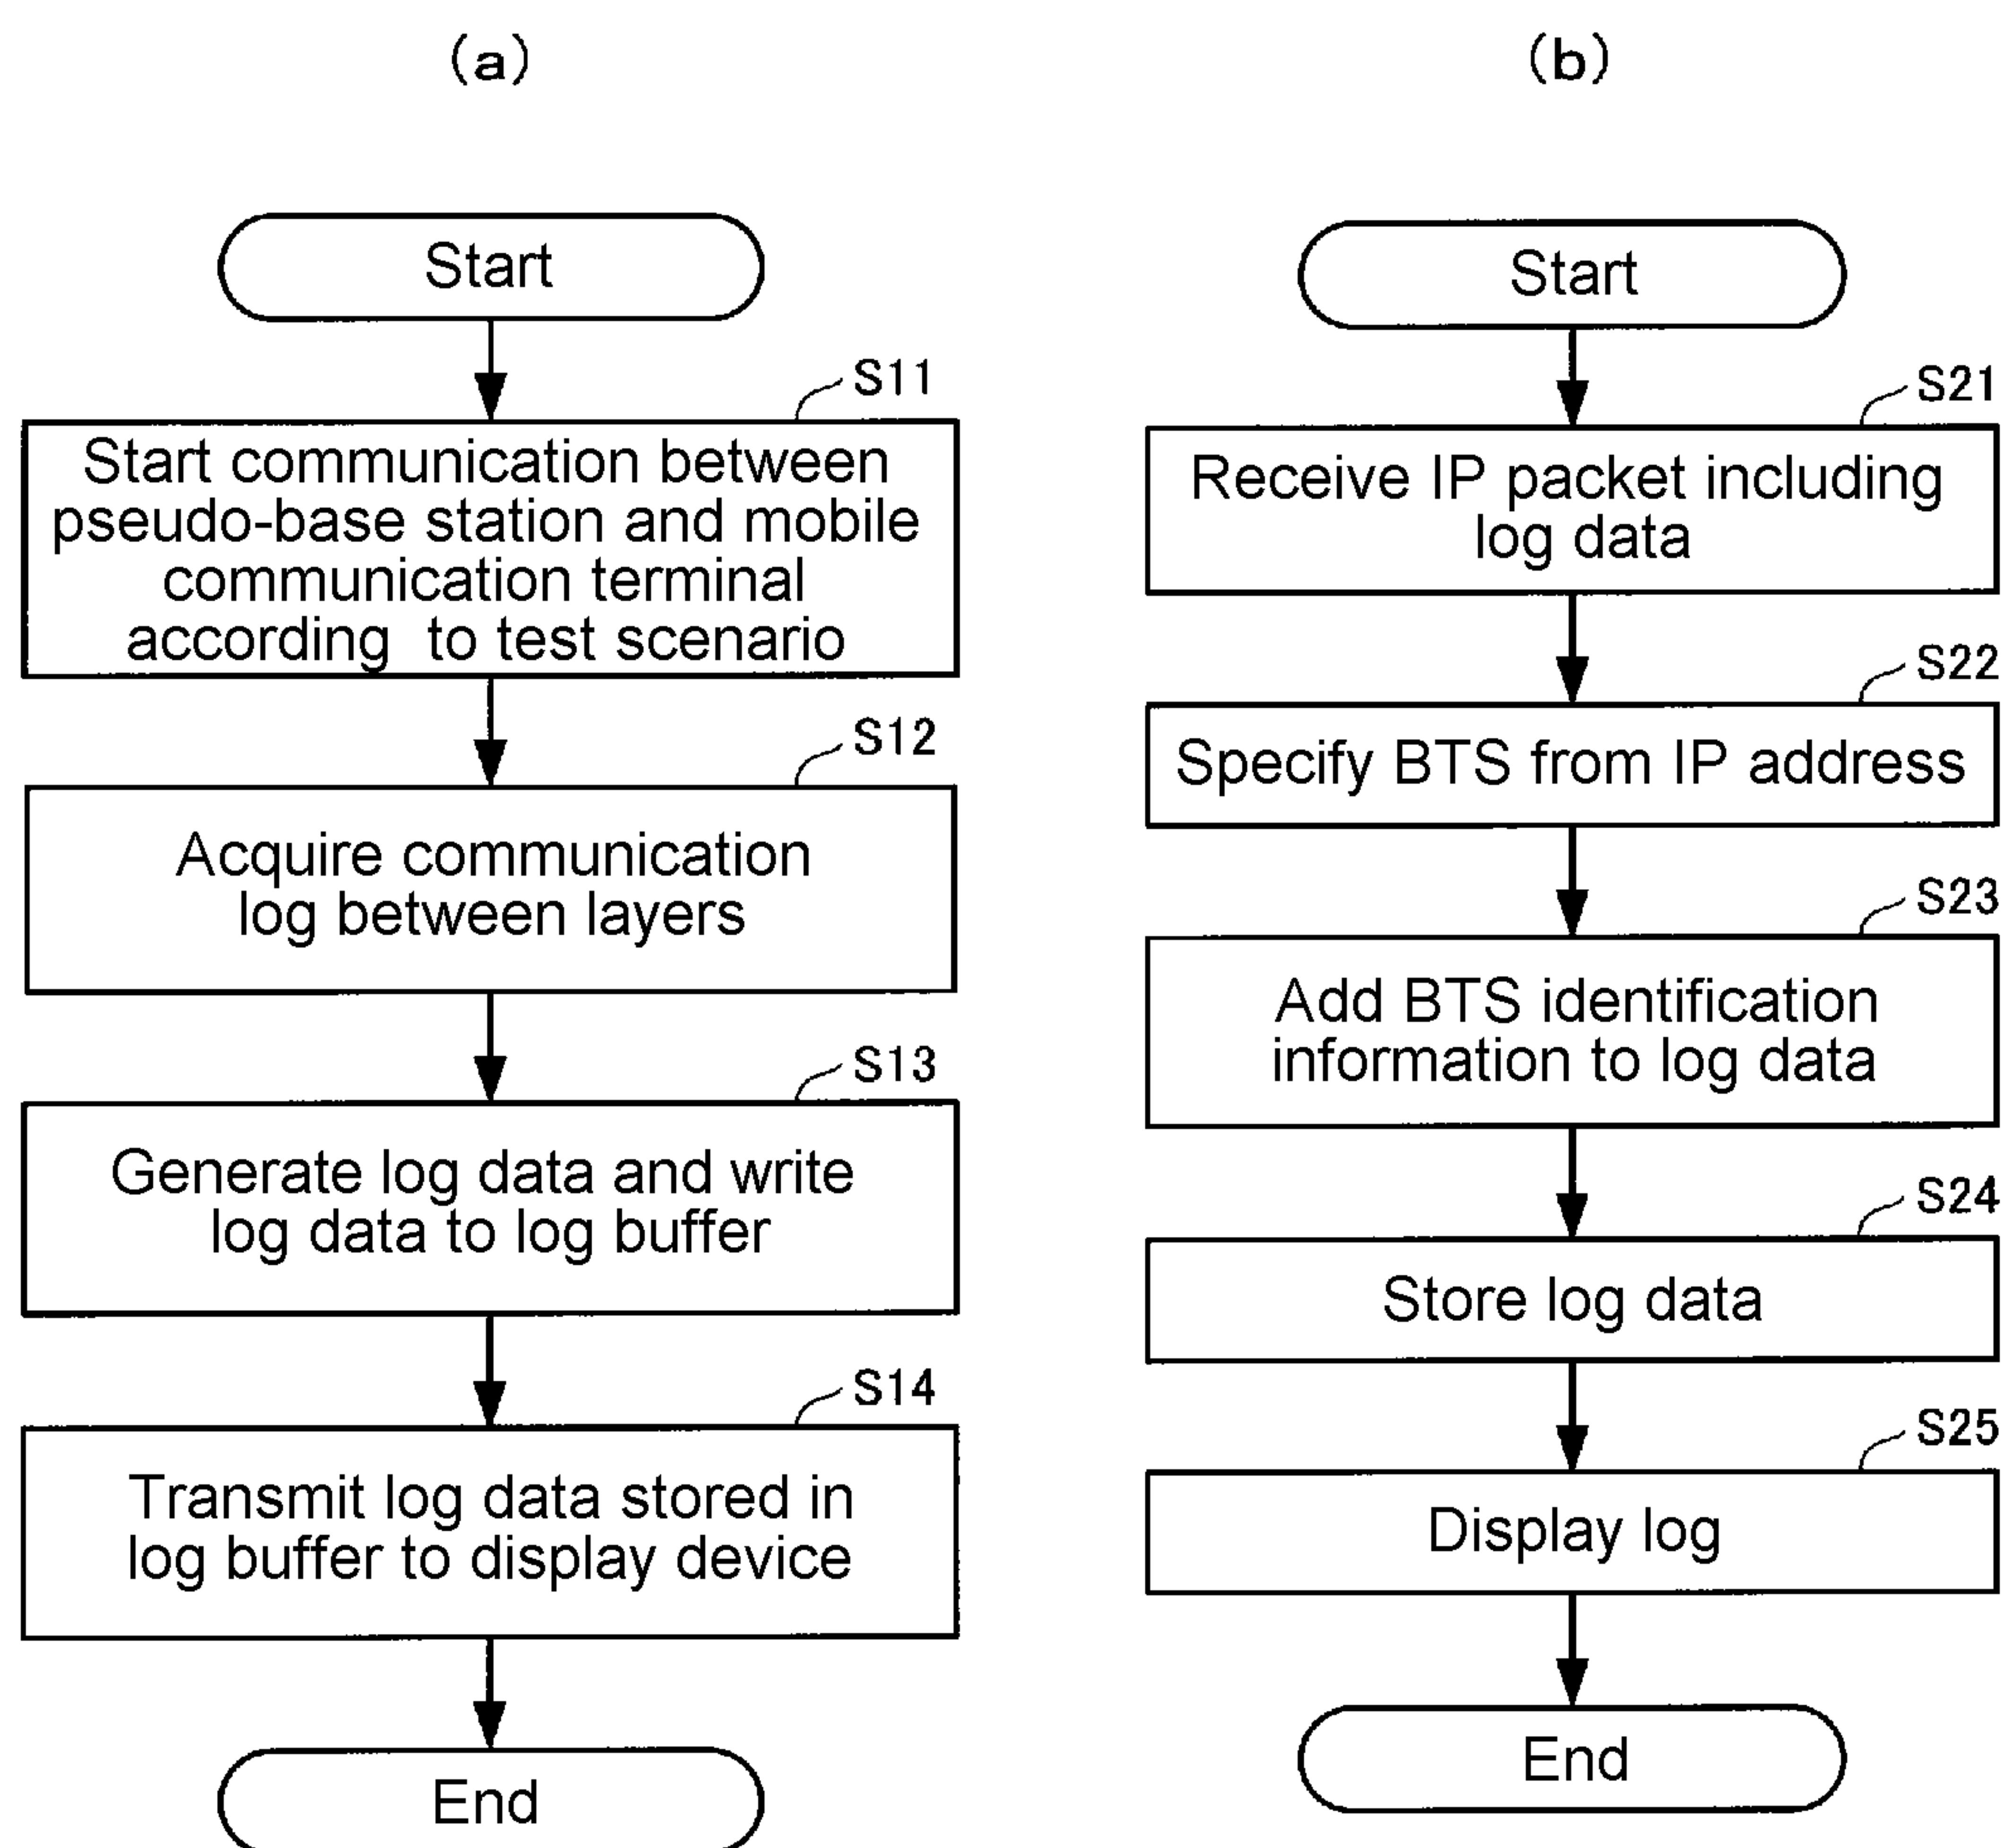 (a)
Start
S11
Start communication between
pseudo-base station and mobile
communication terminal
according to test scenario
S12
Acquire communication
log between layers
S13
Generate log data and write
log data to log buffer
S14
Transmit log data stored in
log buffer to display device
End
(b)
Start
S21
Receive IP packet including
log data
S22
Specify BTS from IP address
S23
Add BTS identification
information to log data
S24
Store log data
S25
Display log
End